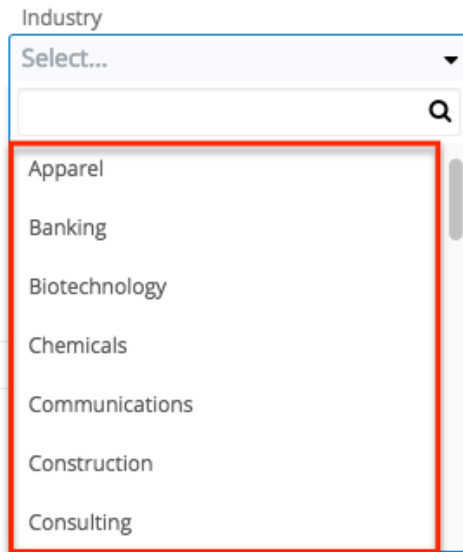 Industry
Select...
Apparel
Banking
Biotechnology
Chemicals
Communications
Construction
Consulting